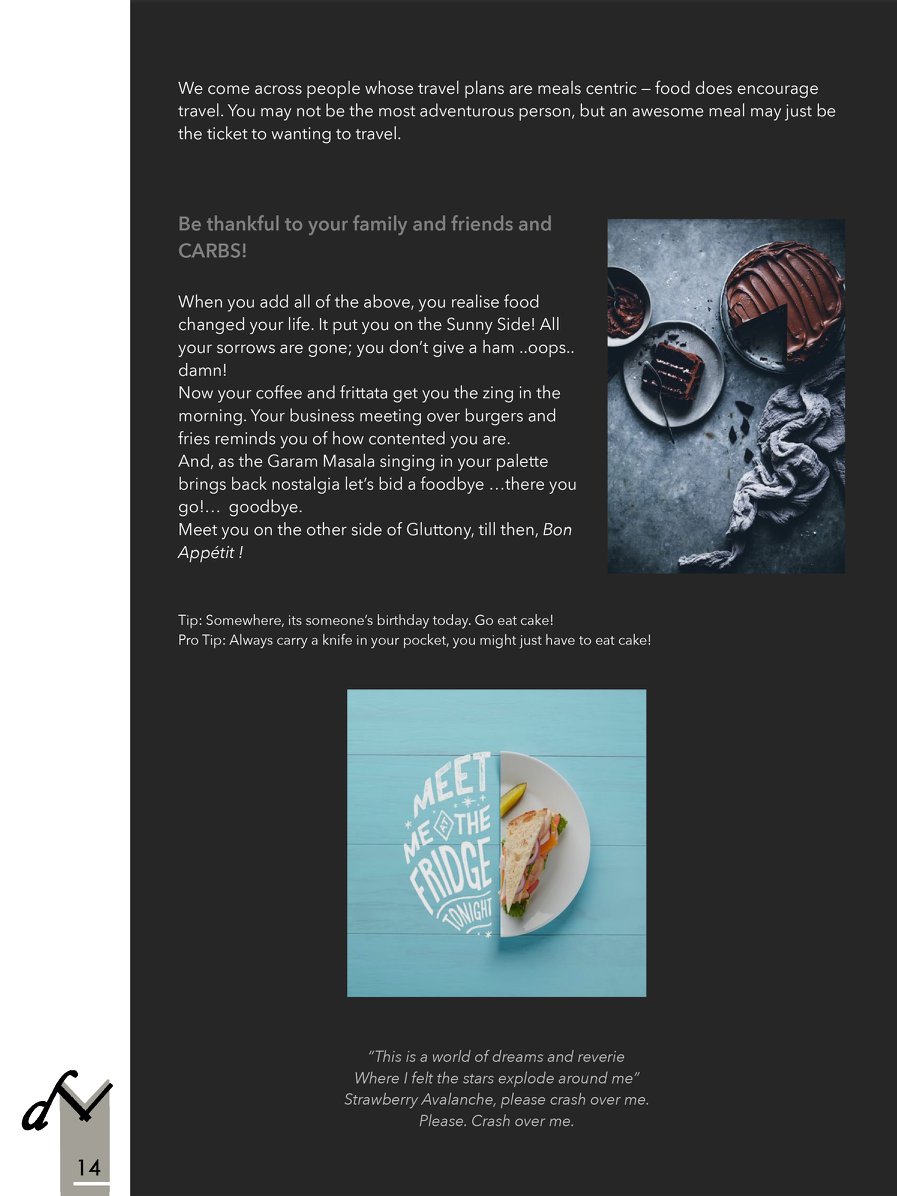 We come across people whose travel plans are meals centric – food does encourage
travel. You may not be the most adventurous person, but an awesome meal may just be
the ticket to wanting to travel.
Be thankful to your family and friends and
CARBS!
When you add all of the above, you realise food
changed your life. It put you on the Sunny Side! All
your sorrows are gone; you don’t give a ham ..oops..
damn!
Now your coffee and frittata get you the zing in the
morning. Your business meeting over burgers and
fries reminds you of how contented you are.
And, as the Garam Masala singing in your palette
brings back nostalgia let’s bid a foodbye …there you
go!…  goodbye.
Meet you on the other side of Gluttony, till then, Bon
Appétit !
Tip: Somewhere, its someone’s birthday today. Go eat cake!
Pro Tip: Always carry a knife in your pocket, you might just have to eat cake!
MEET
ME AT THE
FRIDGE
TONIGHT
“This is a world of dreams and reverie
Where I felt the stars explode around me”
Strawberry Avalanche, please crash over me.
Please. Crash over me.
14